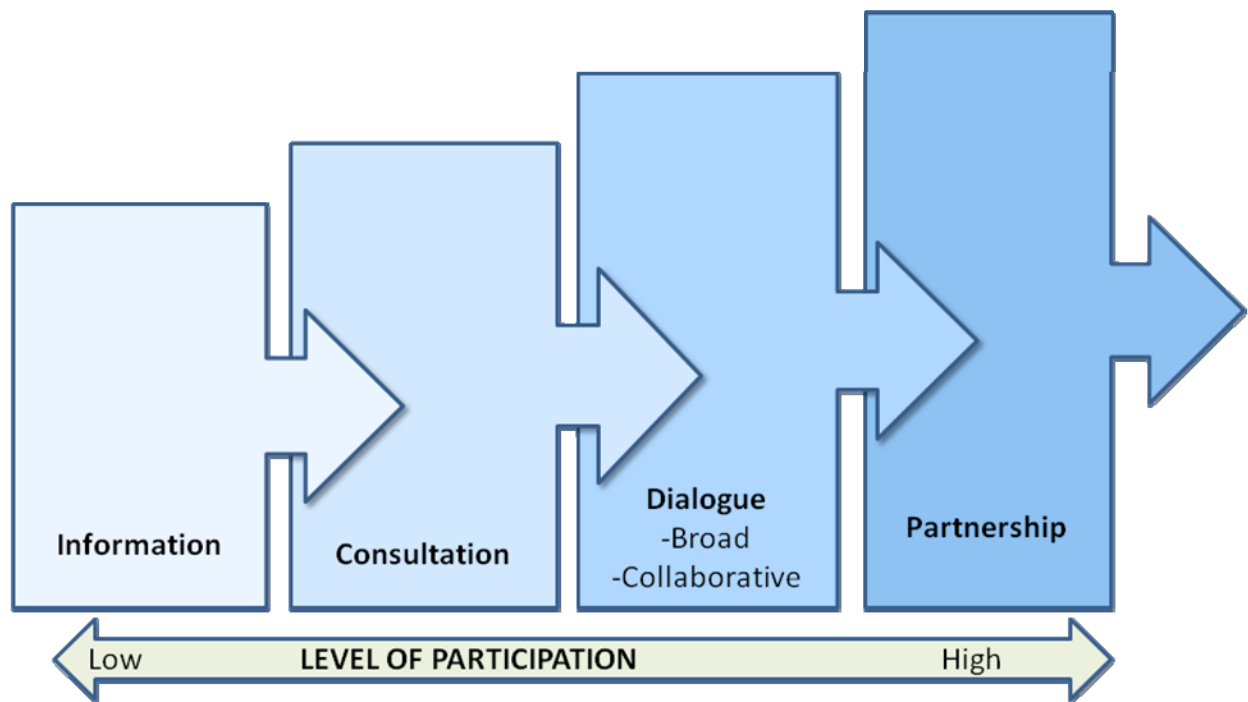 Information
Consultation
Dialogue
-Broad
-Collaborative
Partnership
Low LEVEL OF PARTICIPATION High